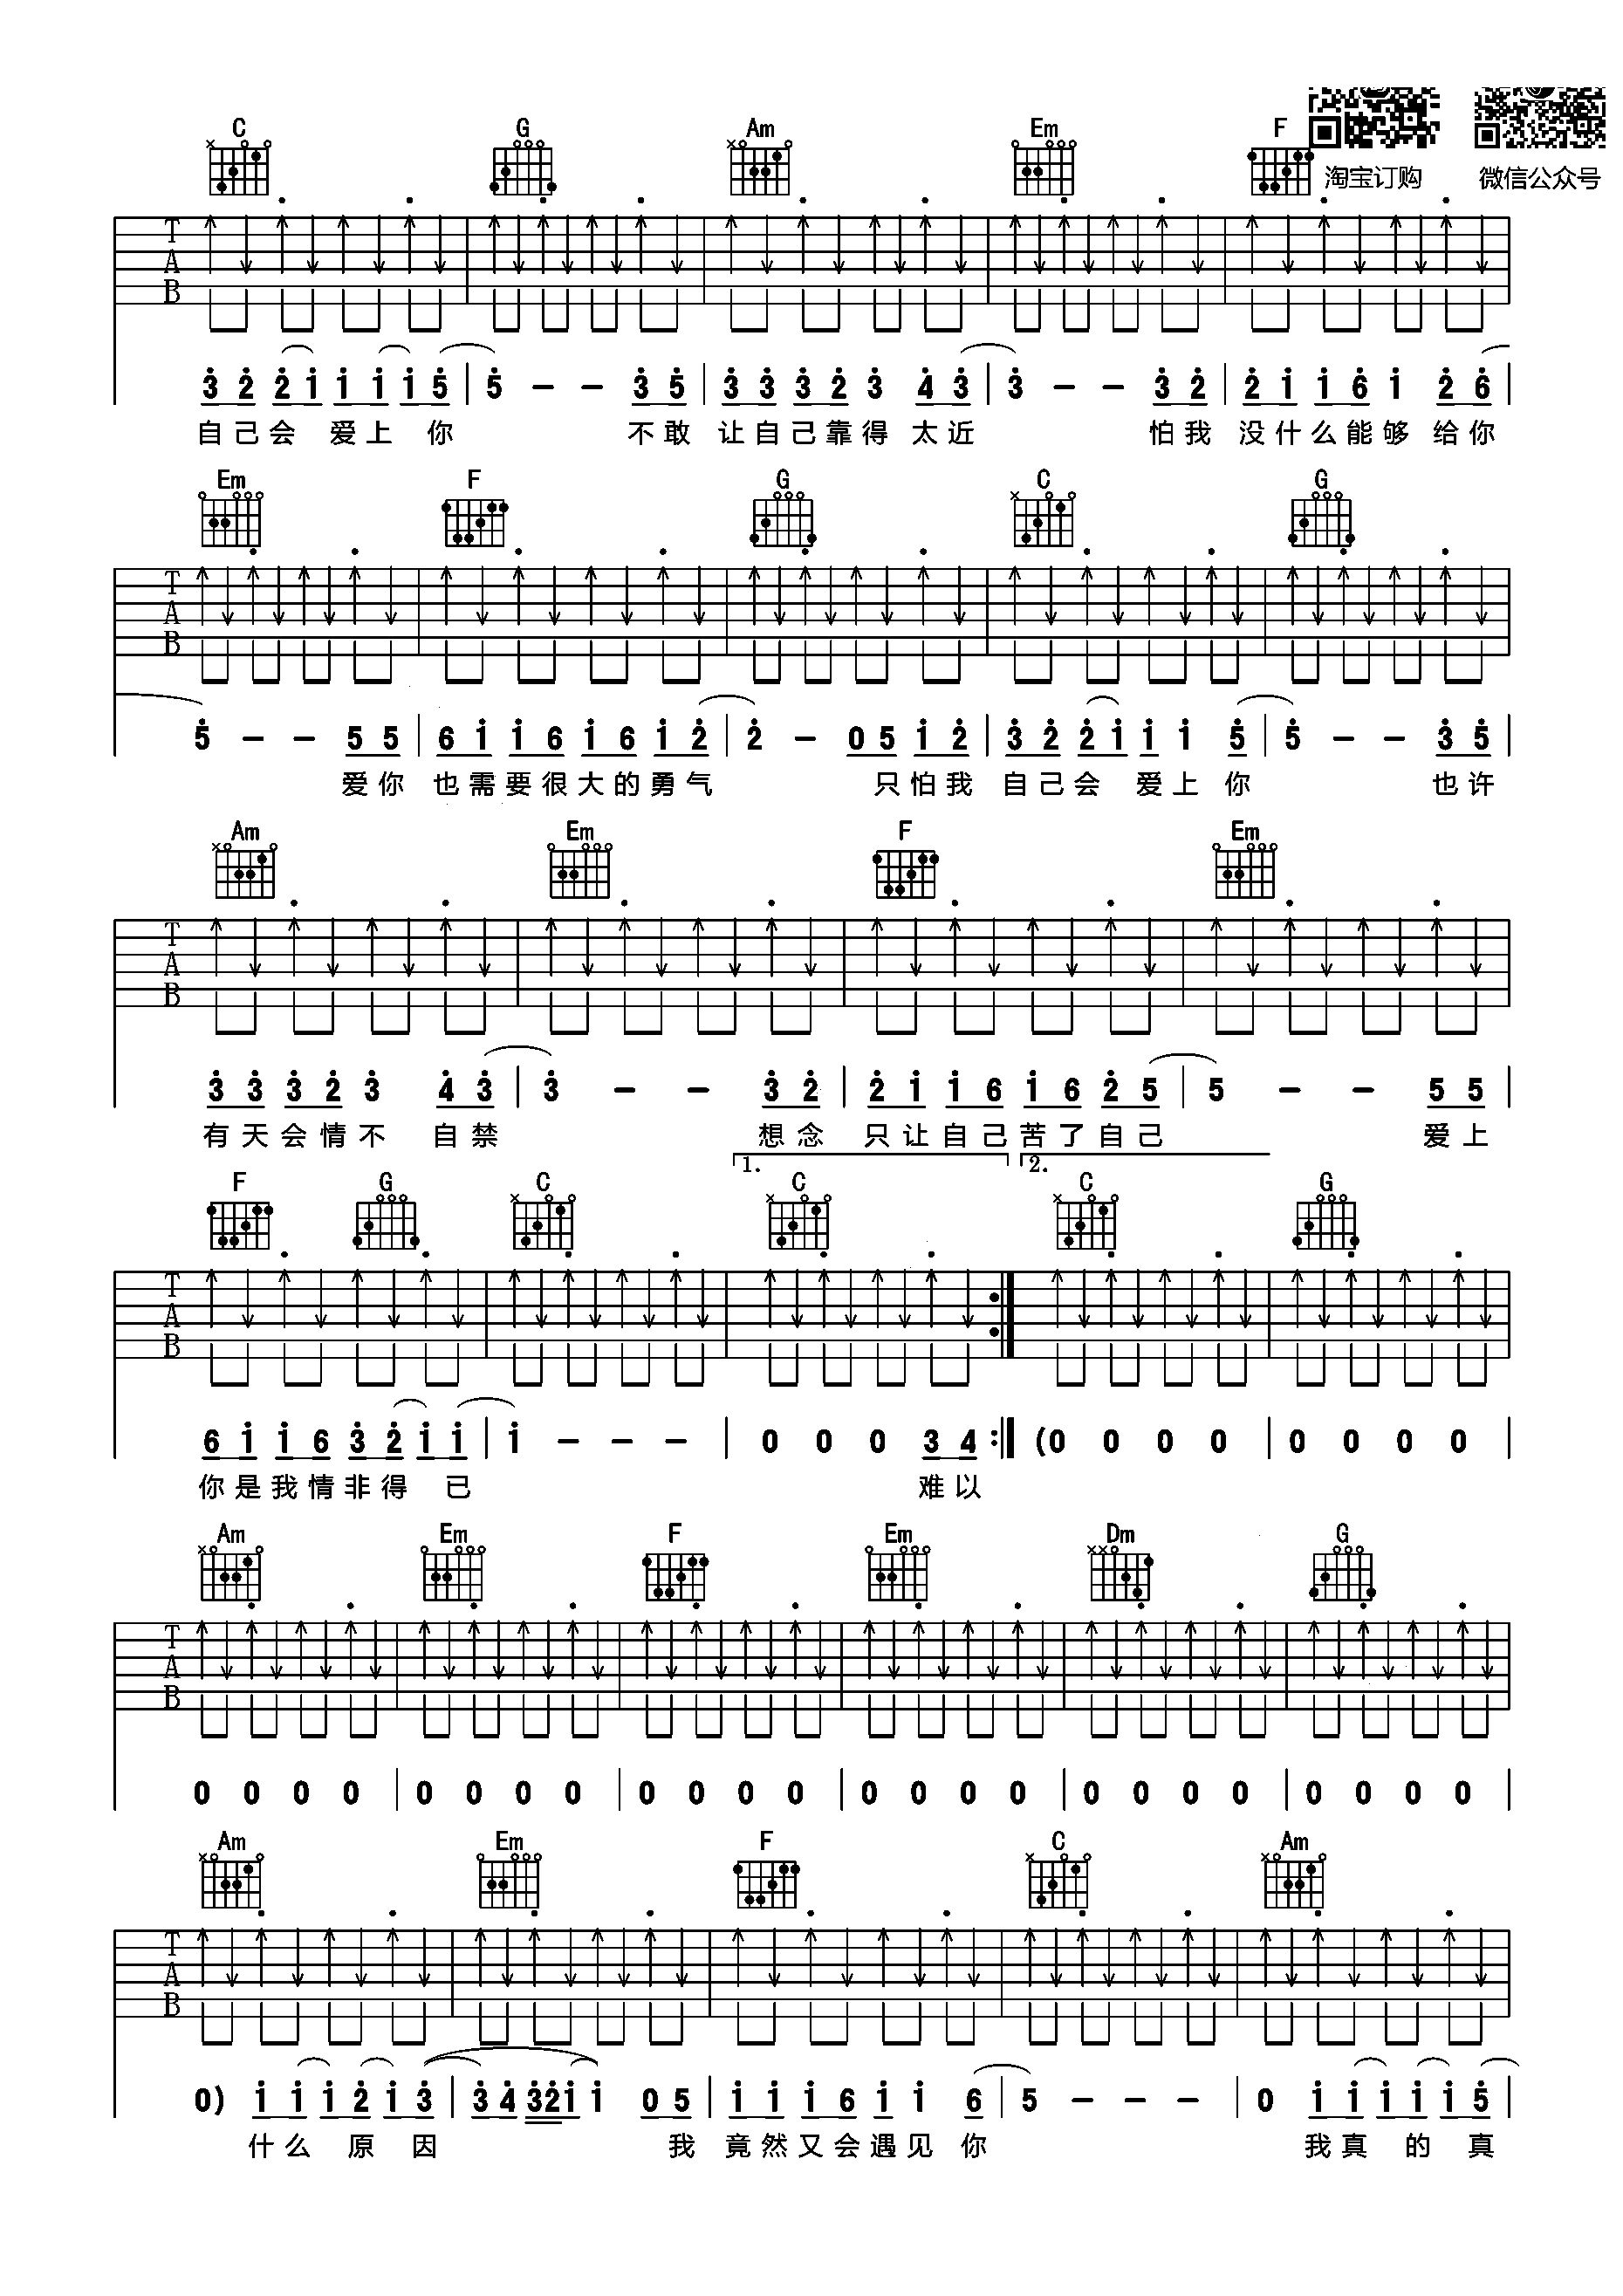 C G Am Em F
淘宝订购 微信公众号
T
A
B
3 2 2 1 1 1 1 5 | 5 - - 3 5 | 3 3 3 2 3 4 3 | 3 - - 3 2 | 2 1 1 6 1 2 6 |
自己会 爱上 你 不敢 让自己靠得 太近 怕我 没什么能够 给你
Em F G C G
T
A
B
5 - - 5 5 | 6 1 1 6 1 6 1 2 | 2 - 0 5 1 2 | 3 2 2 1 1 1 5 | 5 - - 3 5 |
爱你 也需要很大的勇气 只怕我 自己会 爱上 你 也许
Am Em F Em
T
A
B
3 3 3 2 3 4 3 | 3 - - 3 2 | 2 1 1 6 1 6 2 5 | 5 - - 5 5 |
有天会情不 自禁 想念 只让自己苦了自己 爱上
1. 2.
F G C C C G
T
A
B
6 1 1 6 3 2 1 1 | 1 - - - | 0 0 0 3 4 :| (0 0 0 0 | 0 0 0 0 |
你是我情非得 已 难以
Am Em F Em Dm G
T
A
B
0 0 0 0 | 0 0 0 0 | 0 0 0 0 | 0 0 0 0 | 0 0 0 0 | 0 0 0 0 |
Am Em F C Am
T
A
B
0) 1 1 1 2 1 3 | 3 4 3 2 1 1 0 5 | 1 1 1 6 1 1 6 | 5 - - - | 0 1 1 1 1 1 5 |
什么 原 因 我 竟然又会遇见你 我真 的 真